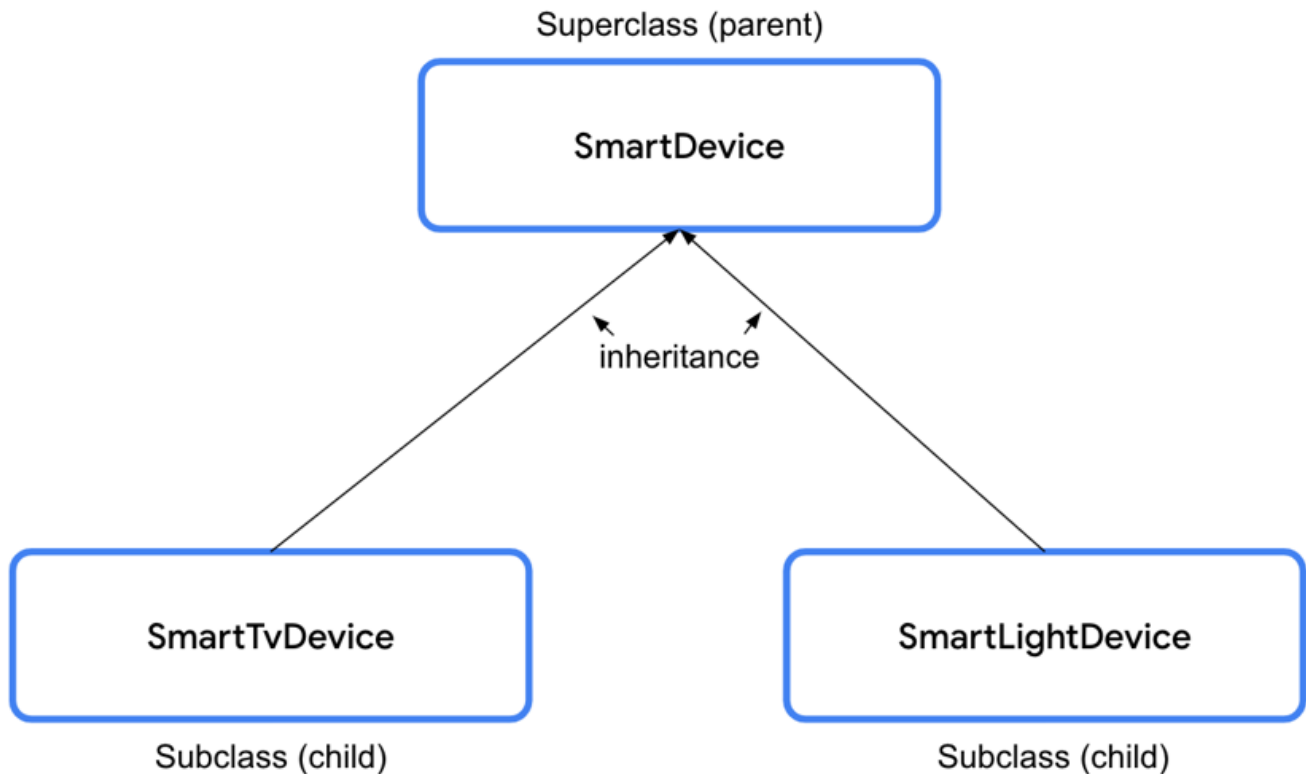 Superclass (parent)
SmartDevice
inheritance
SmartTvDevice
SmartLightDevice
Subclass (child)
Subclass (child)